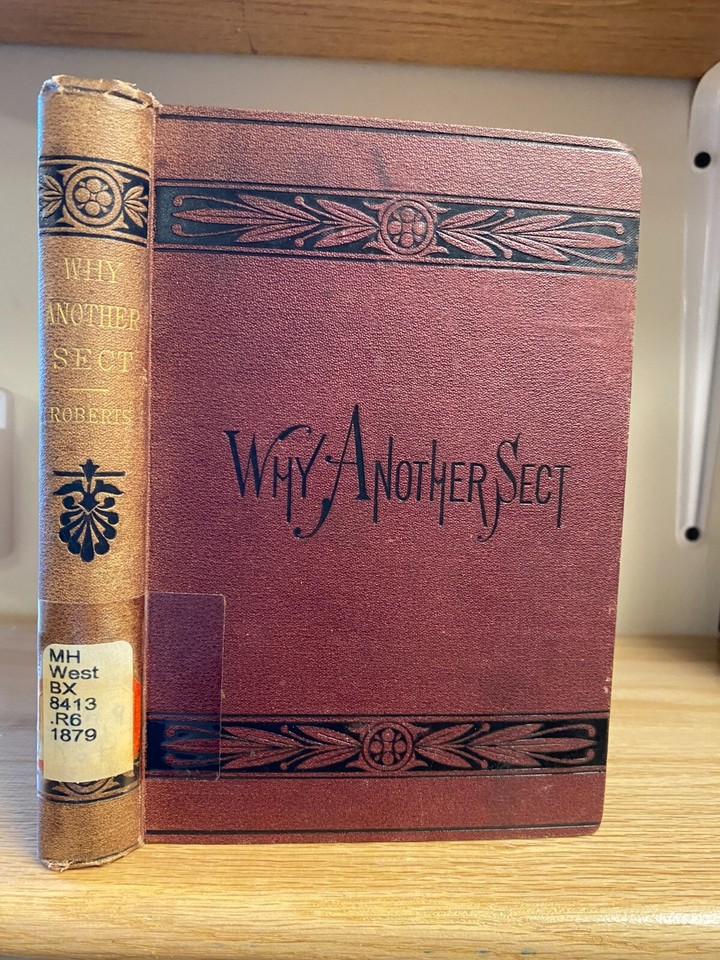 WHY
ANOTHER
SECT
ROBERTS
MH
West
BX
8413
.R6
1879
WHY ANOTHER SECT